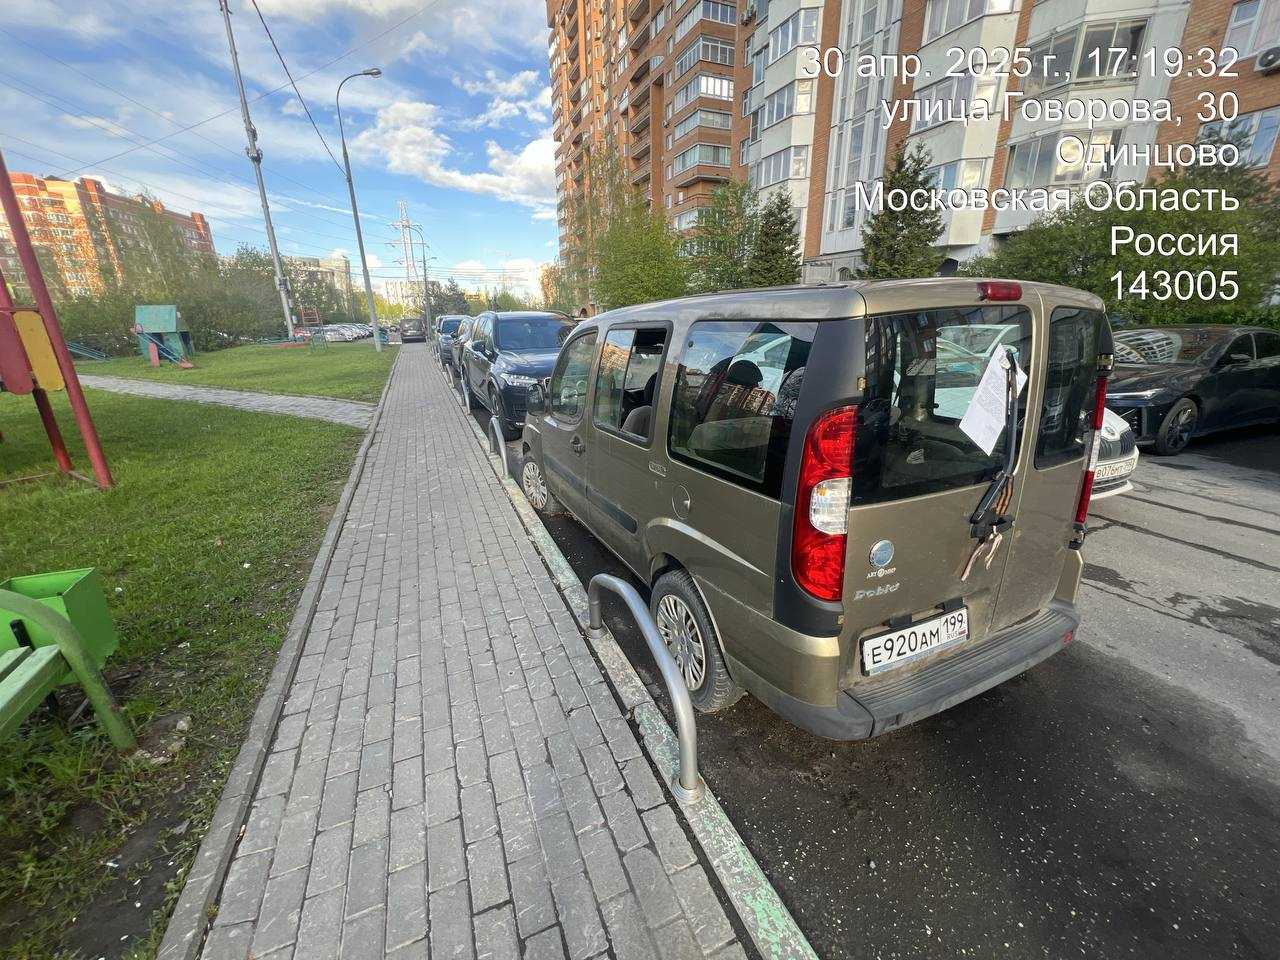 30 апр. 2025 г., 17:19:32
улица Говорова, 30
Одинцово
Московская Область
Россия
143005
Doblò
Е920АМ 199
RUS